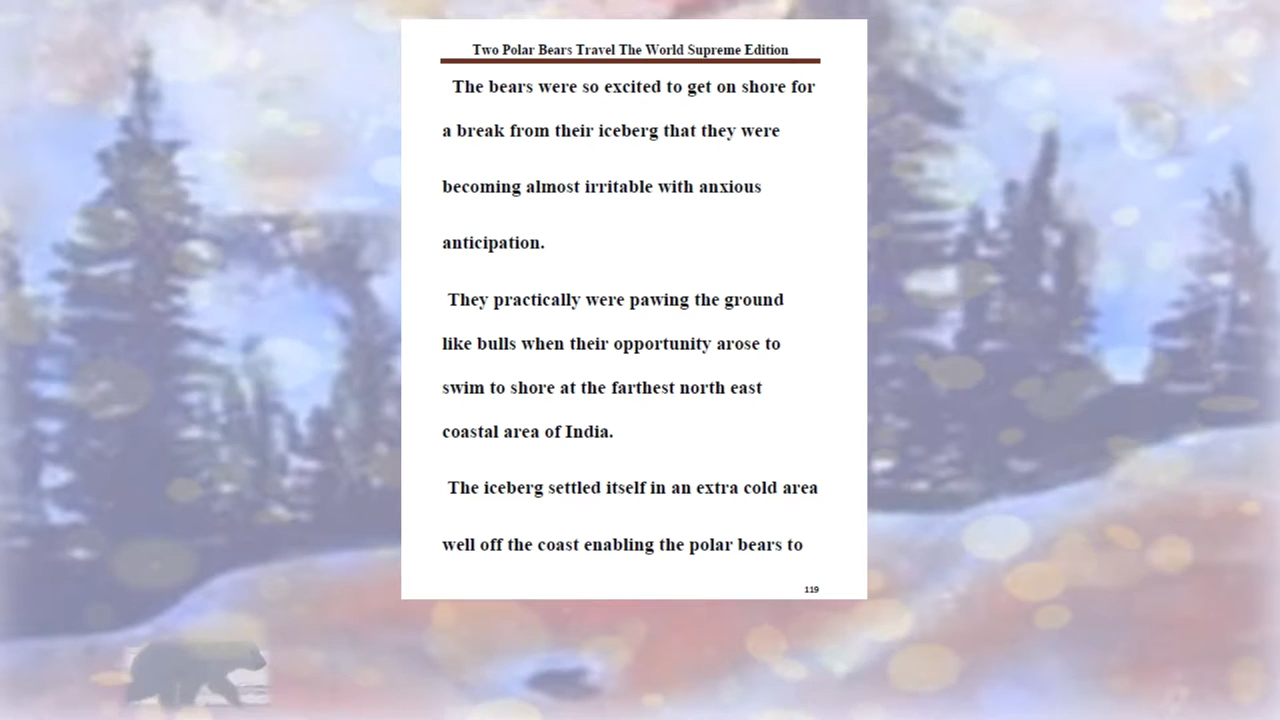 Two Polar Bears Travel The World Supreme Edition
The bears were so excited to get on shore for
a break from their iceberg that they were
becoming almost irritable with anxious
anticipation.
They practically were pawing the ground
like bulls when their opportunity arose to
swim to shore at the farthest north east
coastal area of India.
The iceberg settled itself in an extra cold area
well off the coast enabling the polar bears to
119